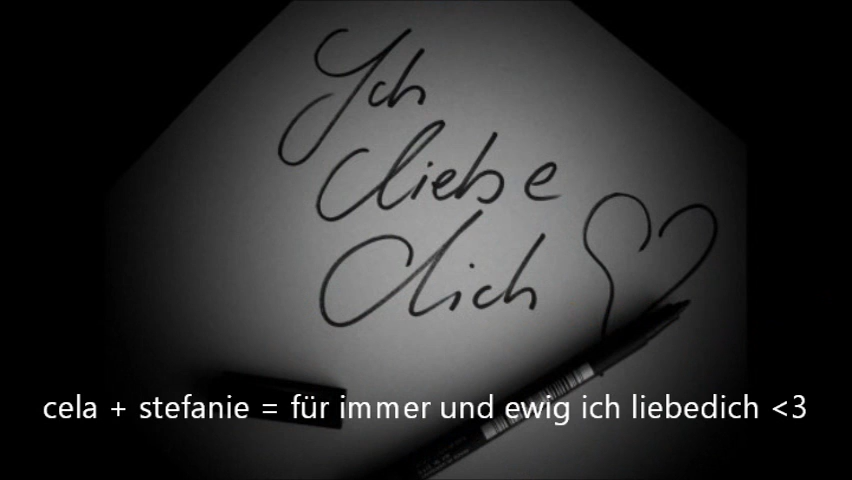 Ich
liebe
Dich
cela + stefanie = für immer und ewig ich liebedich <3